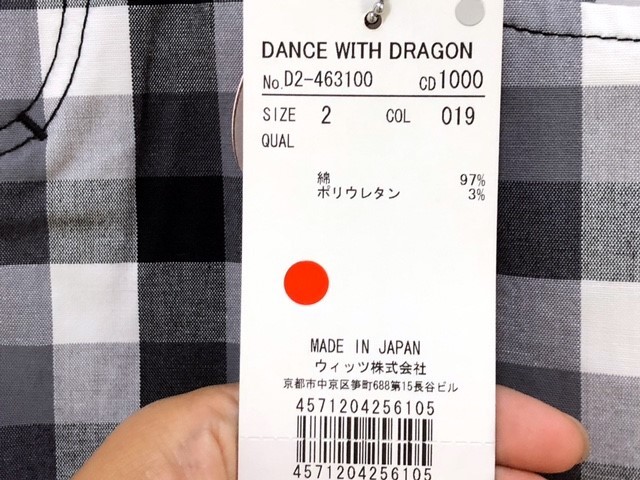 DANCE WITH DRAGON
No.D2-463100 CD1000
SIZE 2 COL 019
QUAL
綿 97%
ポリウレタン 3%
MADE IN JAPAN
ウィッツ株式会社
京都市中京区笋町688第15長谷ビル
4571204256105
4571204256105